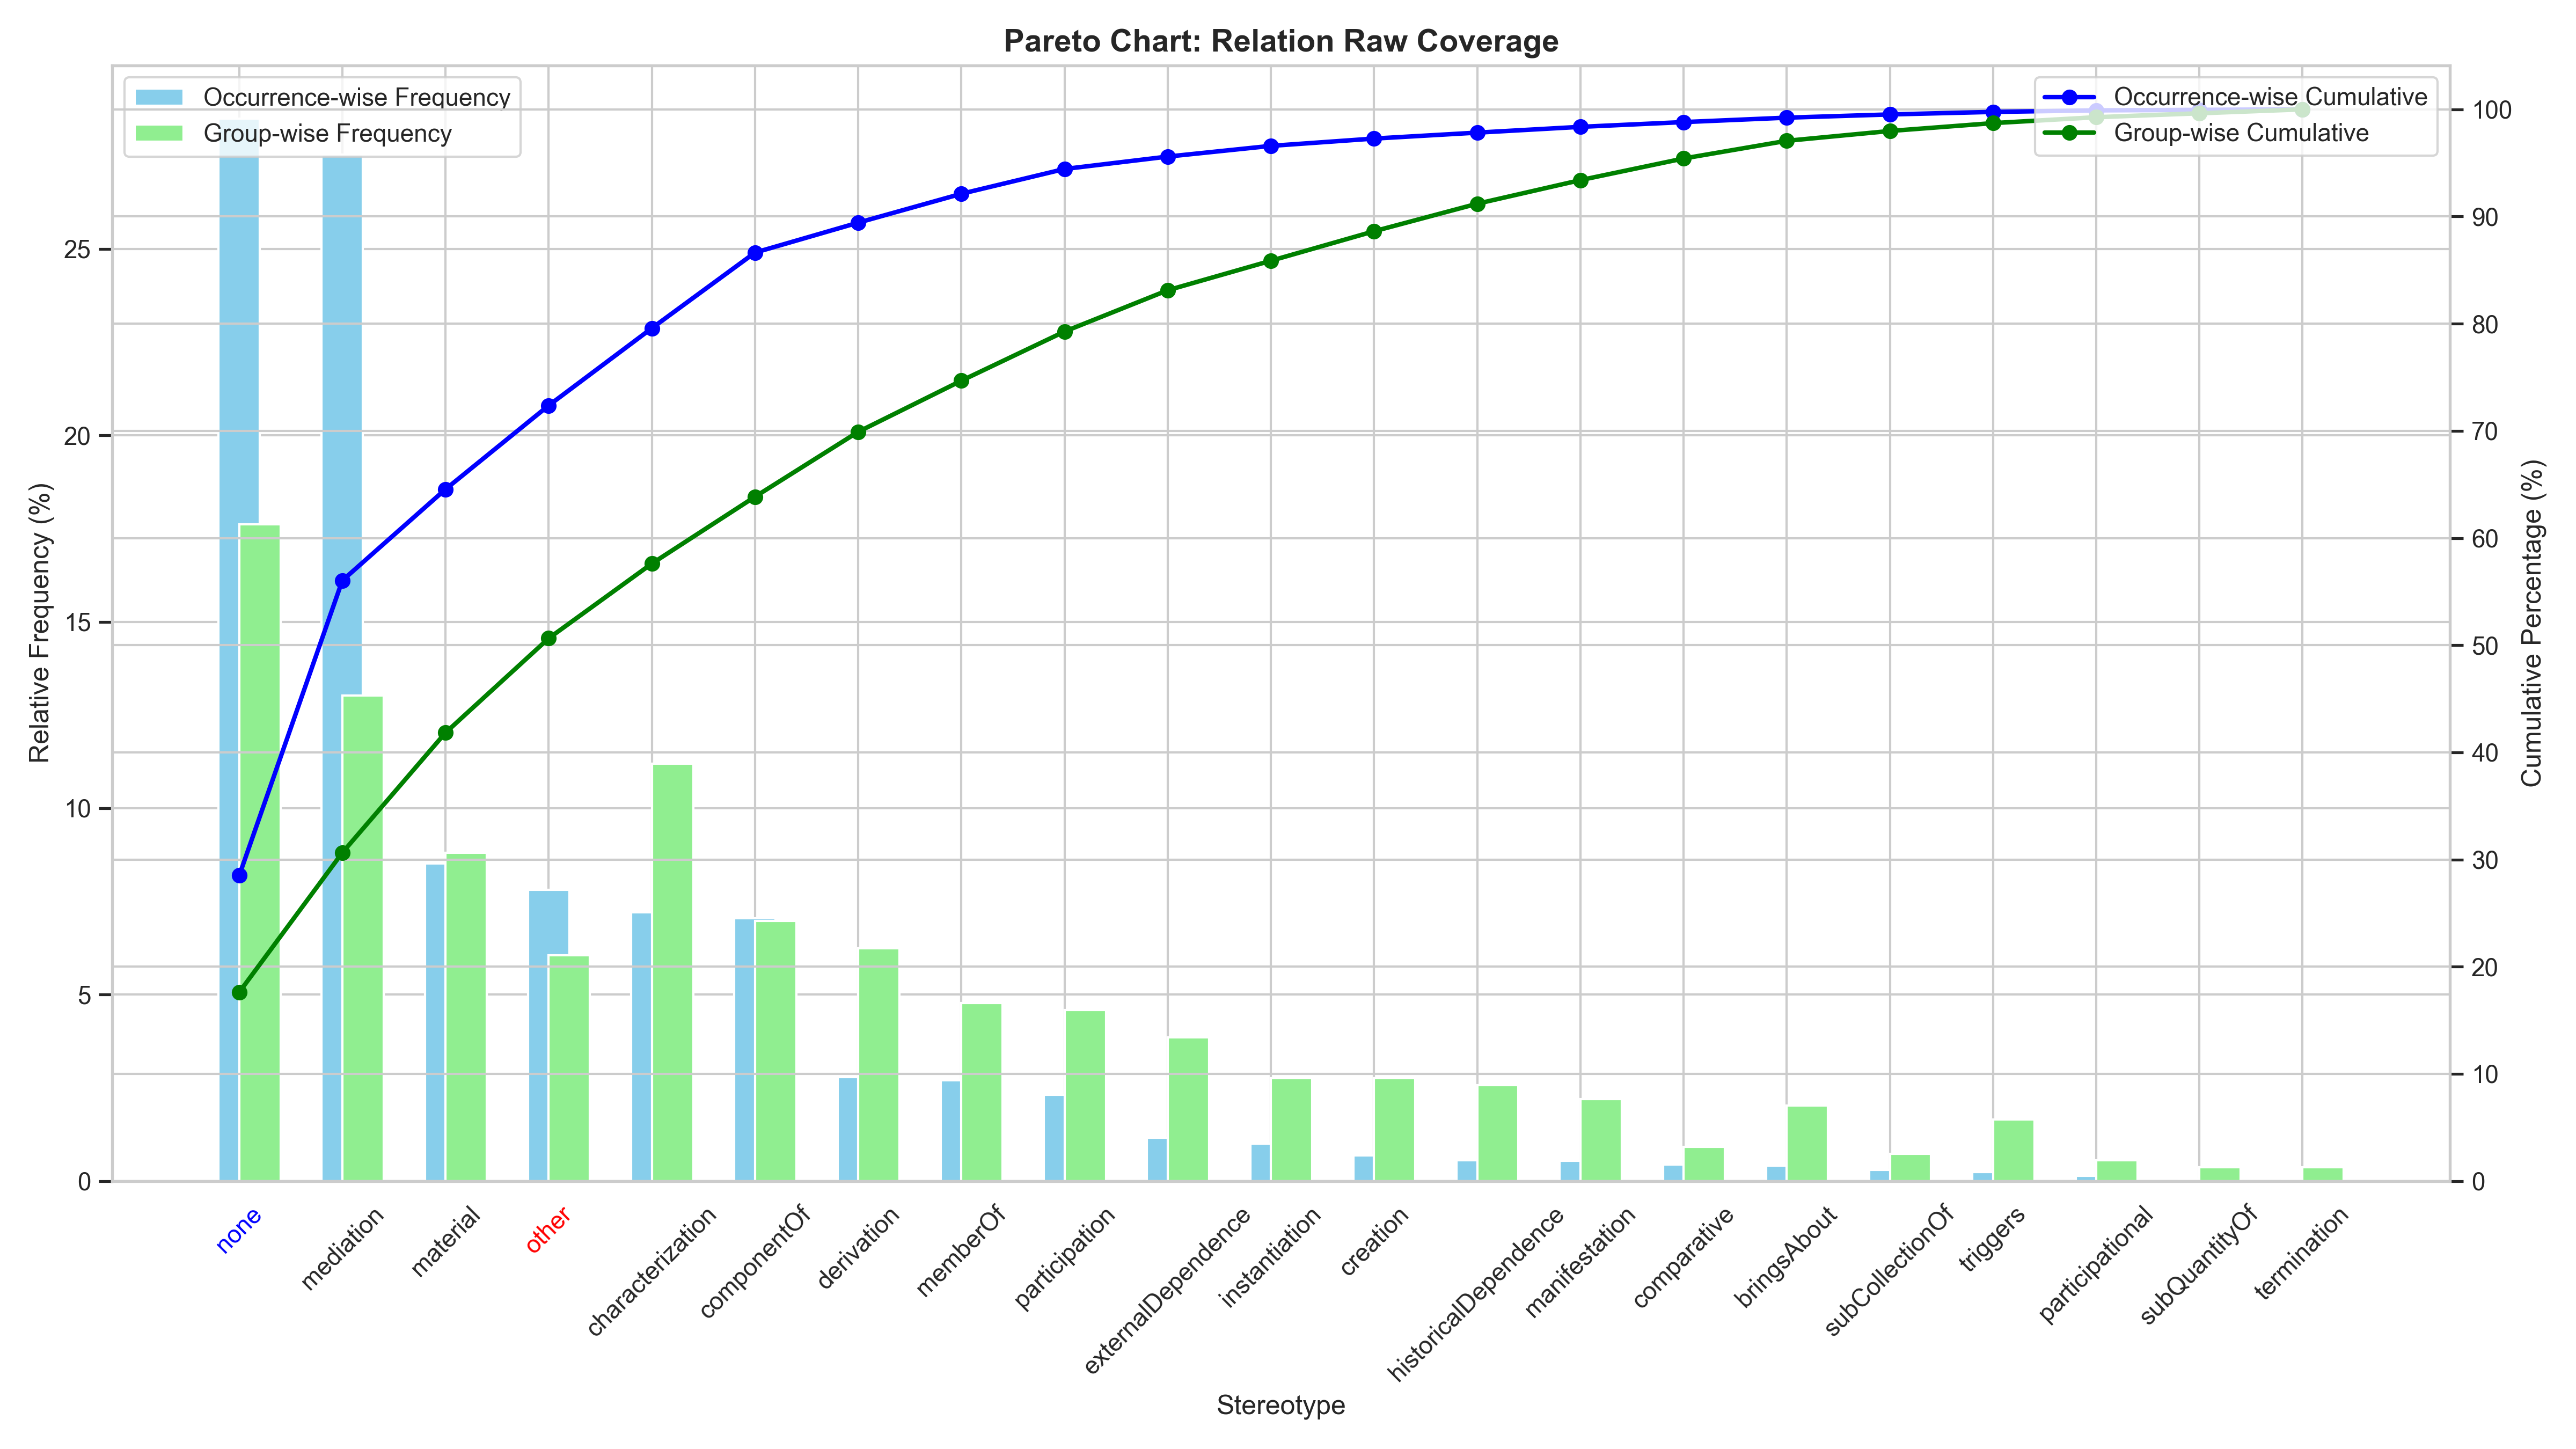 Pareto Chart: Relation Raw Coverage
Occurrence-wise Frequency
Group-wise Frequency
Occurrence-wise Cumulative
Group-wise Cumulative
Relative Frequency (%)
25
20
15
10
5
0
Cumulative Percentage (%)
100
90
80
70
60
50
40
30
20
10
0
none
mediation
material
other
characterization
componentOf
derivation
memberOf
participation
externalDependence
instantiation
creation
historicalDependence
manifestation
comparative
bringsAbout
subCollectionOf
triggers
participational
subQuantityOf
termination
Stereotype